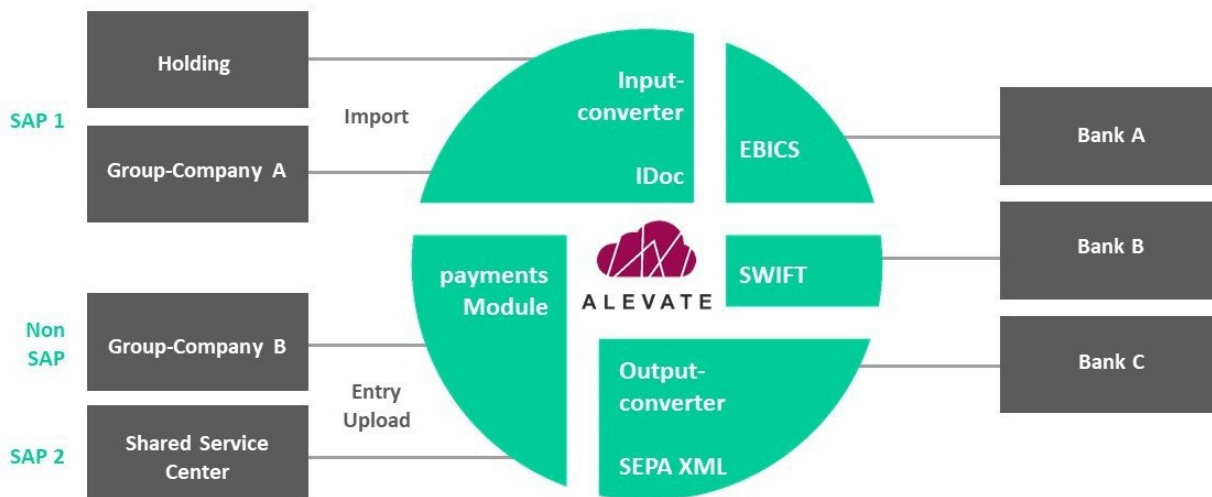 SAP 1
Holding
Group-Company A
Import
Input-
converter
IDoc
EBICS
Bank A
Non
SAP
Group-Company B
SAP 2
Shared Service
Center
Entry
Upload
payments
Module
ALEVATE
SWIFT
Bank B
Output-
converter
SEPA XML
Bank C